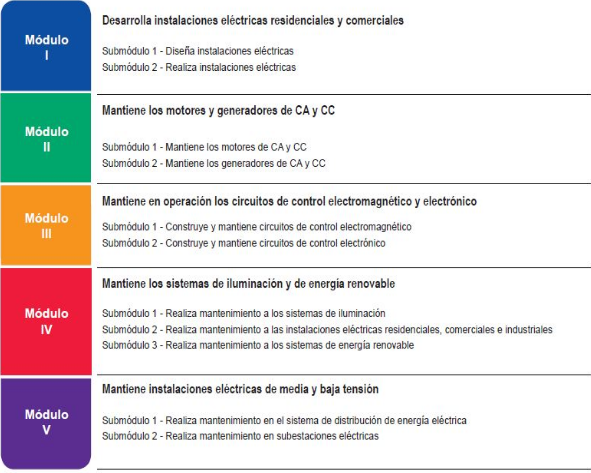 Módulo
I
Desarrolla instalaciones eléctricas residenciales y comerciales
Submódulo 1 - Diseña instalaciones eléctricas
Submódulo 2 - Realiza instalaciones eléctricas
Módulo
II
Mantiene los motores y generadores de CA y CC
Submódulo 1 - Mantiene los motores de CA y CC
Submódulo 2 - Mantiene los generadores de CA y CC
Módulo
III
Mantiene en operación los circuitos de control electromagnético y electrónico
Submódulo 1 - Construye y mantiene circuitos de control electromagnético
Submódulo 2 - Construye y mantiene circuitos de control electrónico
Módulo
IV
Mantiene los sistemas de iluminación y de energía renovable
Submódulo 1 - Realiza mantenimiento a los sistemas de iluminación
Submódulo 2 - Realiza mantenimiento a las instalaciones eléctricas residenciales, comerciales e industriales
Submódulo 3 - Realiza mantenimiento a los sistemas de energía renovable
Módulo
V
Mantiene instalaciones eléctricas de media y baja tensión
Submódulo 1 - Realiza mantenimiento en el sistema de distribución de energía eléctrica
Submódulo 2 - Realiza mantenimiento en subestaciones eléctricas